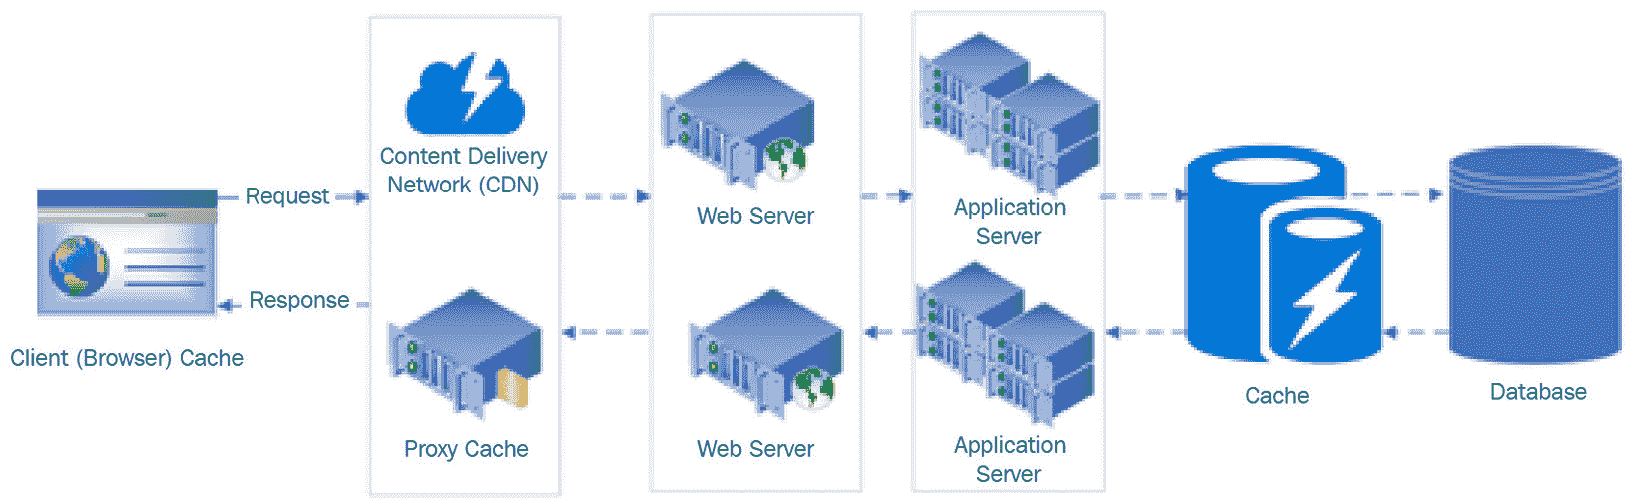 Content Delivery
Network (CDN)
Request
Web Server
Application
Server
Response
Client (Browser) Cache
Cache
Database
Proxy Cache
Web Server
Application
Server